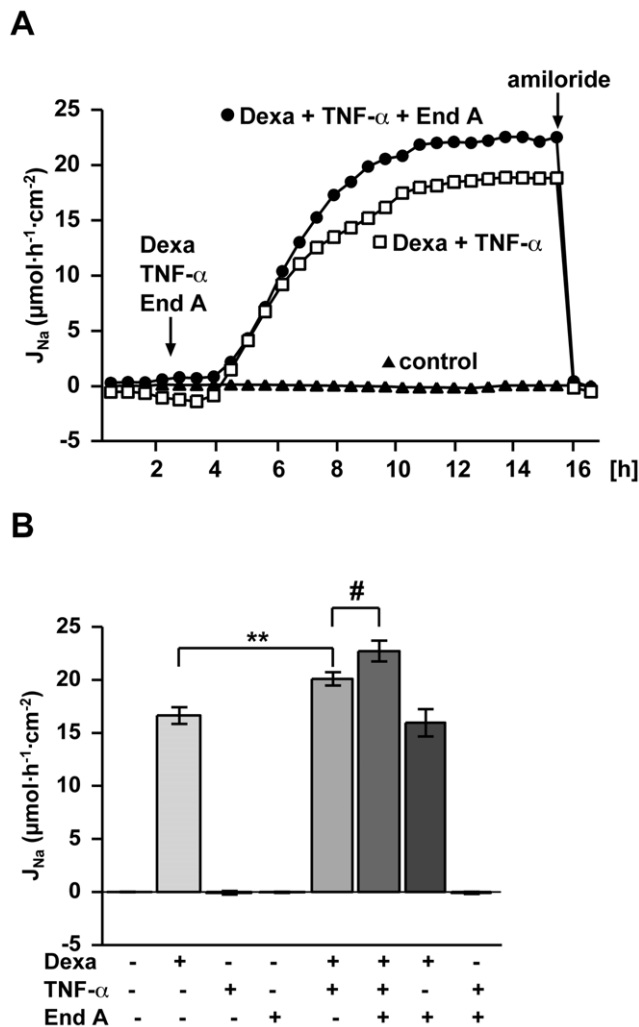 A
amiloride
25
Dexa + TNF-α + End A
20
15
Dexa
TNF-α
End A
Dexa + TNF-α
10
5
control
0
-5
J_Na (μmol·h⁻¹·cm⁻²)
2 4 6 8 10 12 14 16 [h]
B
#
**
25
20
15
10
5
0
-5
J_Na (μmol·h⁻¹·cm⁻²)
Dexa - + - - + + + -
TNF-α - - + - + + - +
End A - - - + - + + +